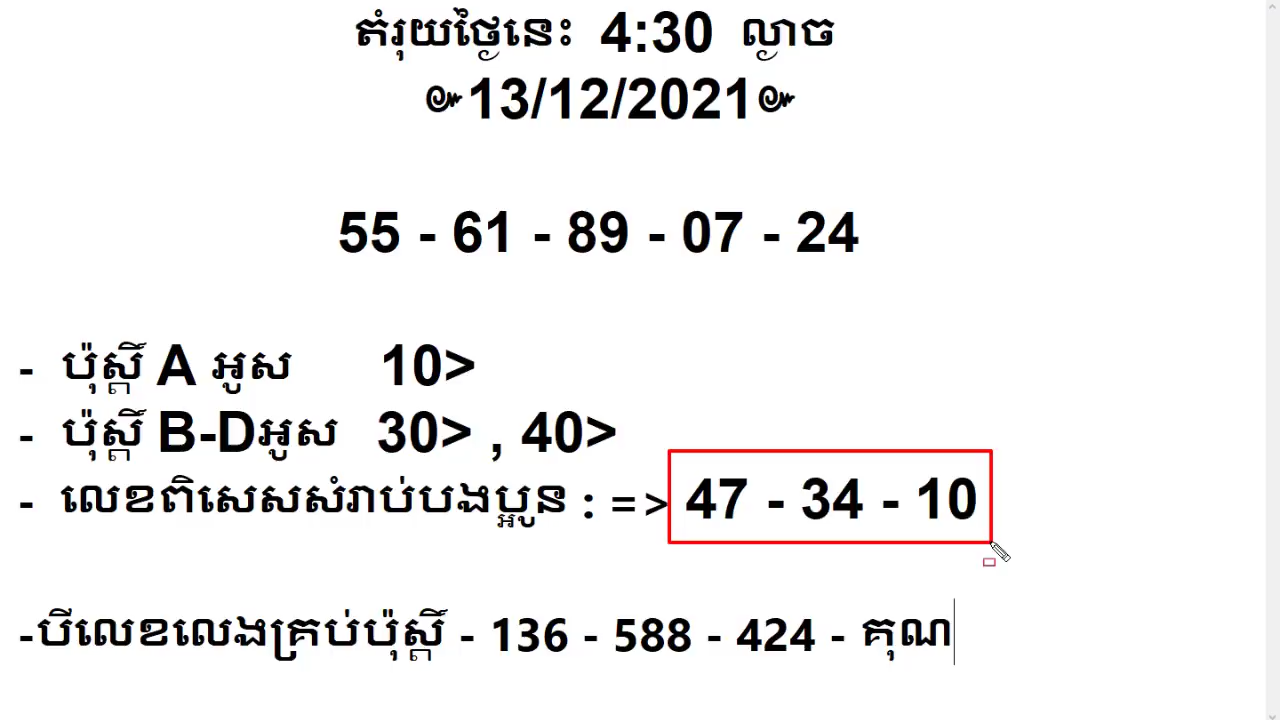 តំរុយថ្ងៃនេះ 4:30 ល្ងាច
13/12/2021
55 - 61 - 89 - 07 - 24
- ប៉ុស្តិ៍ A អូស 10>
- ប៉ុស្តិ៍ B-Dអូស 30> , 40>
- លេខពិសេសសំរាប់បងប្អូន : => 47 - 34 - 10
-បីលេខលេងគ្រប់ប៉ុស្តិ៍ - 136 - 588 - 424 - គុណ